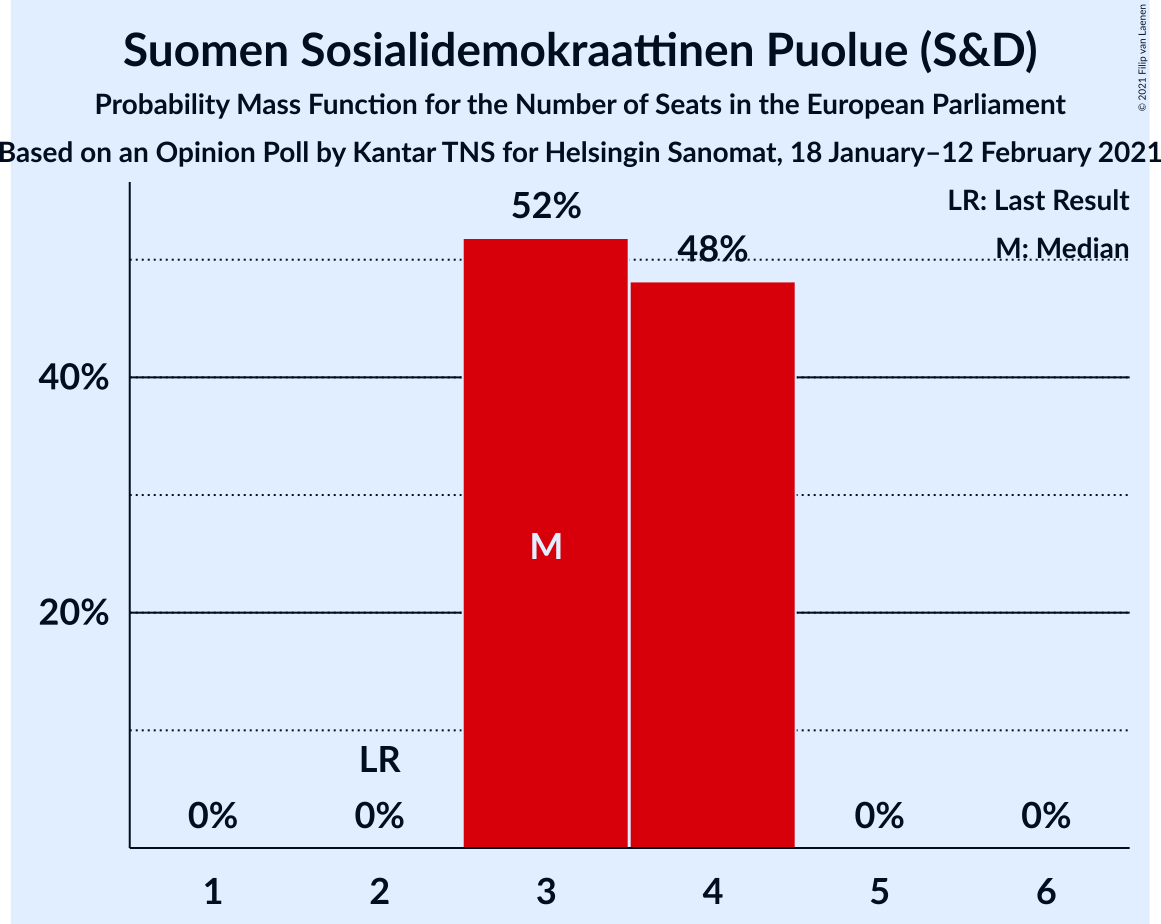 Suomen Sosialidemokraattinen Puolue (S&D)
Probability Mass Function for the Number of Seats in the European Parliament
Based on an Opinion Poll by Kantar TNS for Helsingin Sanomat, 18 January–12 February 2021
© 2021 Filip van Laenen
LR: Last Result
M: Median
52%
48%
40%
M
20%
LR
0% 0% 0% 0%
1 2 3 4 5 6